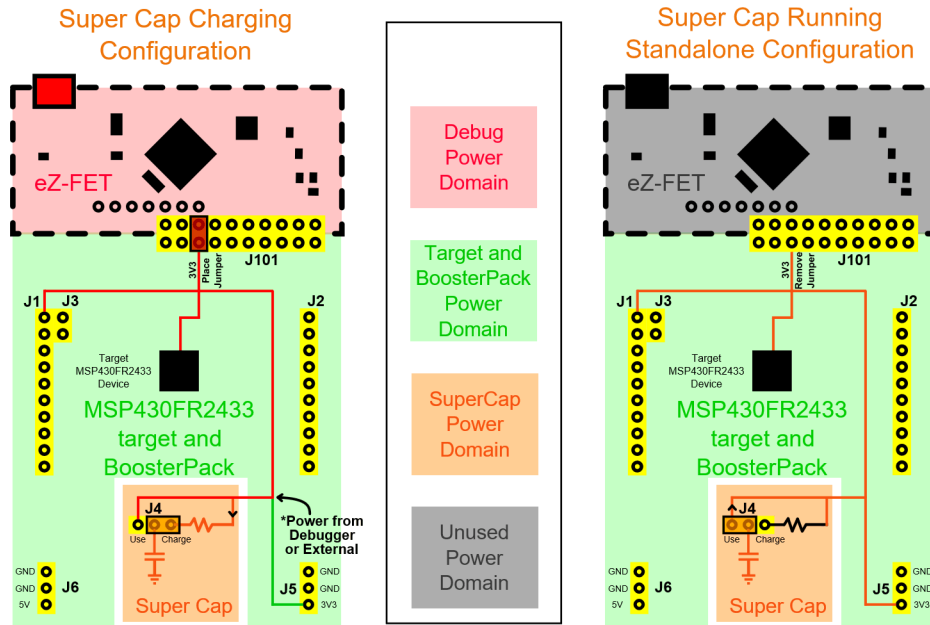 Super Cap Charging
Configuration
eZ-FET
J101
3V3
Place
Jumper
J1
J3
J2
Target
MSP430FR2433
Device
MSP430FR2433
target and
BoosterPack
J4
Use
Charge
*Power from
Debugger
or External
GND
GND
5V
J6
J5
GND
GND
3V3
Super Cap
Debug
Power
Domain
Target and
BoosterPack
Power
Domain
SuperCap
Power
Domain
Unused
Power
Domain
Super Cap Running
Standalone Configuration
eZ-FET
J101
3V3
Remove
Jumper
J1
J3
J2
Target
MSP430FR2433
Device
MSP430FR2433
target and
BoosterPack
J4
Use
Charge
GND
GND
5V
J6
J5
GND
GND
3V3
Super Cap